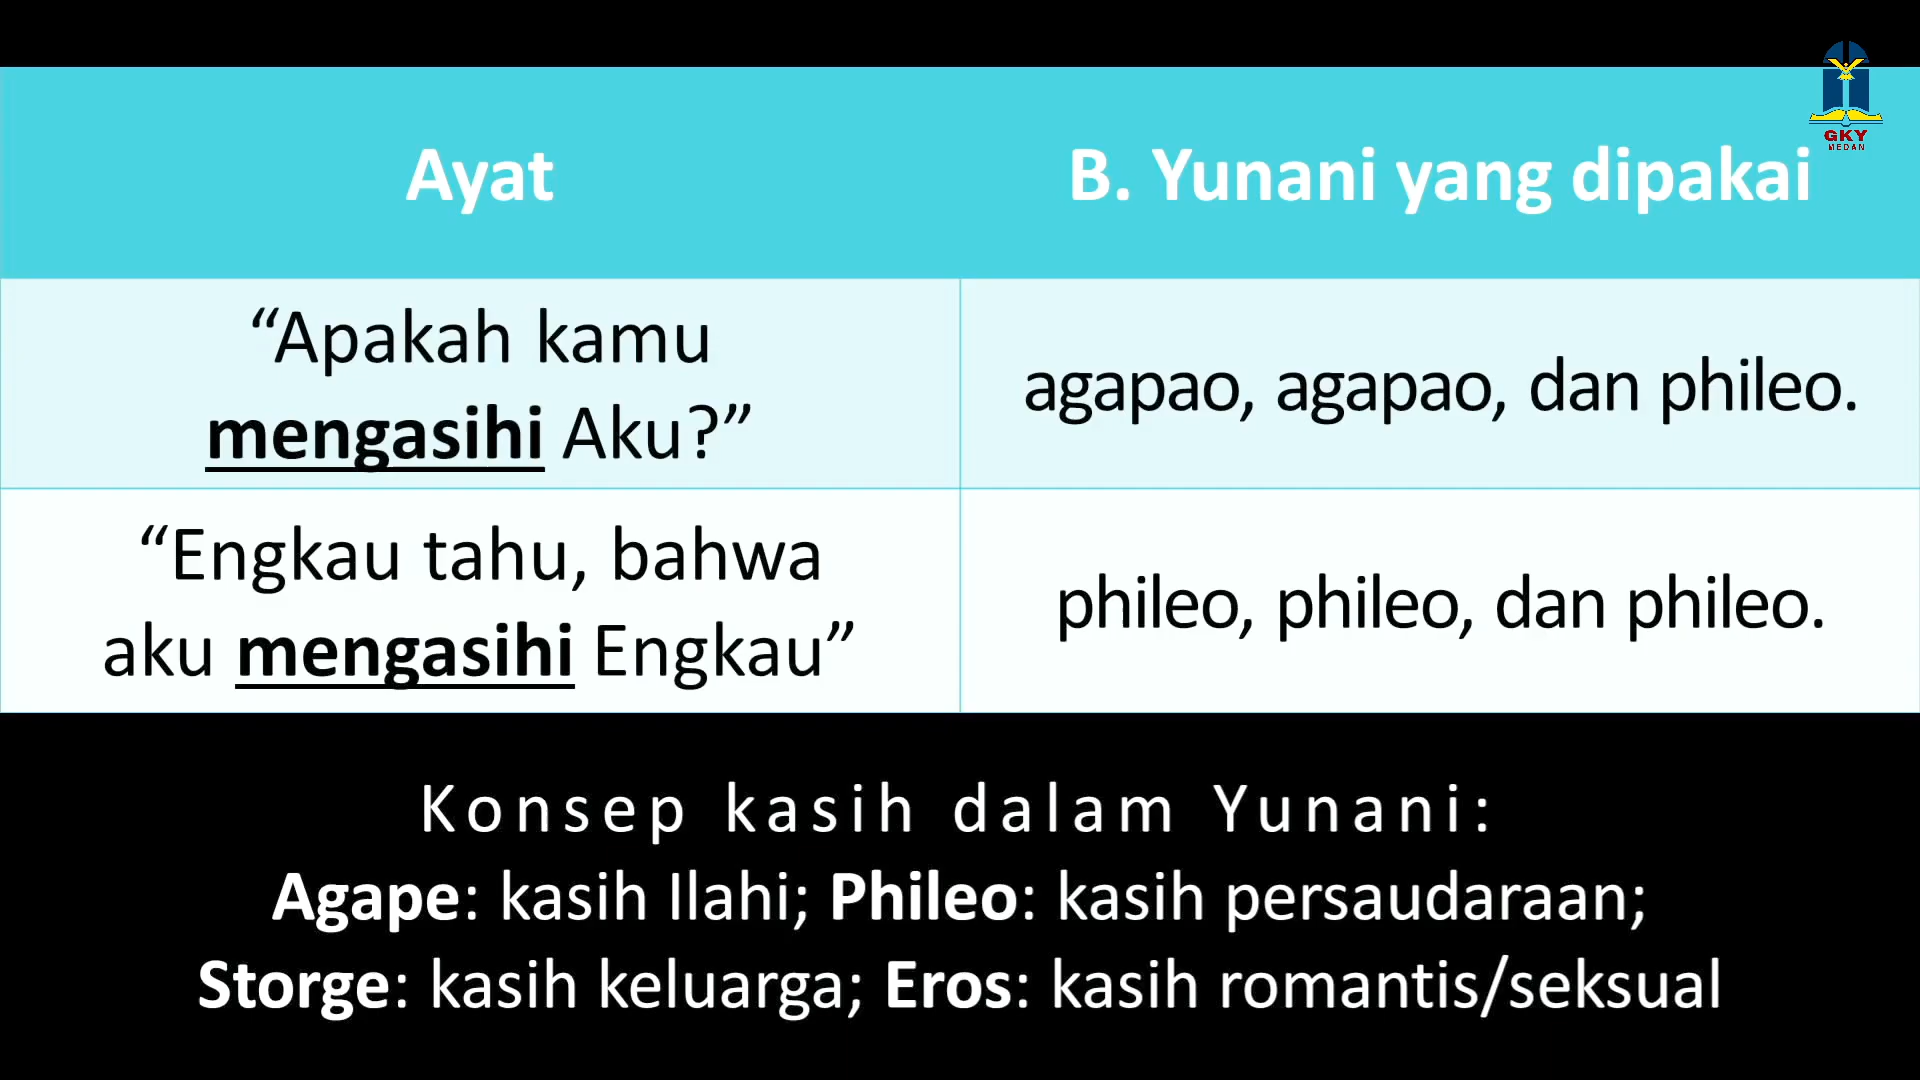 GKY
MEDAN
Ayat
B. Yunani yang dipakai
“Apakah kamu
mengasihi Aku?”
agapao, agapao, dan phileo.
“Engkau tahu, bahwa
aku mengasihi Engkau”
phileo, phileo, dan phileo.
Konsep kasih dalam Yunani:
Agape: kasih Ilahi; Phileo: kasih persaudaraan;
Storge: kasih keluarga; Eros: kasih romantis/seksual